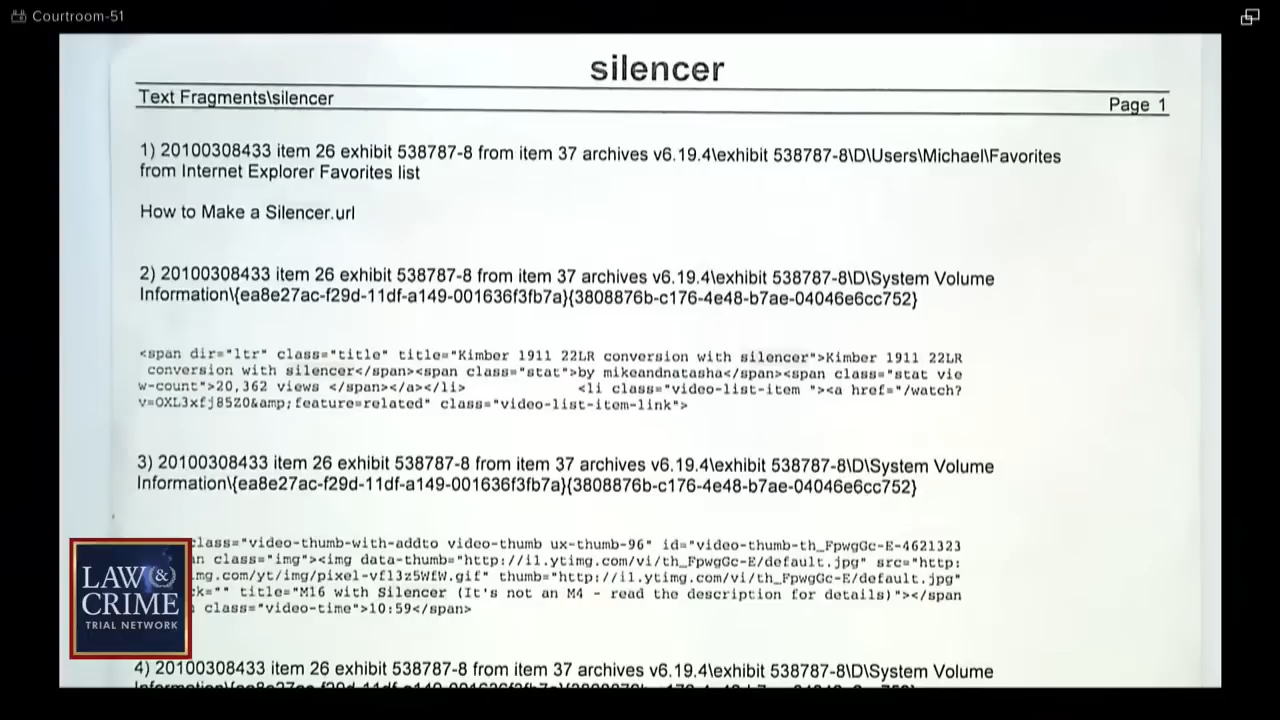 Courtroom-51
silencer
Text Fragments\silencer
Page 1
1) 20100308433 item 26 exhibit 538787-8 from item 37 archives v6.19.4\exhibit 538787-8\D\Users\Michael\Favorites
from Internet Explorer Favorites list
How to Make a Silencer.url
2) 20100308433 item 26 exhibit 538787-8 from item 37 archives v6.19.4\exhibit 538787-8\D\System Volume
Information\{ea8e27ac-f29d-11df-a149-001636f3fb7a}{3808876b-c176-4e48-b7ae-04046e6cc752}
<span dir="ltr" class="title" title="Kimber 1911 22LR conversion with silencer">Kimber 1911 22LR
conversion with silencer</span><span class="stat">by mikeandnatasha</span><span class="stat vie
w-count">20,362 views </span></a></li> <li class="video-list-item "><a href="/watch?
v=OXL3xfj85Z0&amp;feature=related" class="video-list-item-link">
3) 20100308433 item 26 exhibit 538787-8 from item 37 archives v6.19.4\exhibit 538787-8\D\System Volume
Information\{ea8e27ac-f29d-11df-a149-001636f3fb7a}{3808876b-c176-4e48-b7ae-04046e6cc752}
class="video-thumb-with-addto video-thumb ux-thumb-96" id="video-thumb-th_FpwgGc-E-4621323
class="img"><img data-thumb="http://i1.ytimg.com/vi/th_FpwgGc-E/default.jpg" src="http:
mg.com/yt/img/pixel-vfl3z5WfW.gif" thumb="http://i1.ytimg.com/vi/th_FpwgGc-E/default.jpg"
k="" title="M16 with Silencer (It's not an M4 - read the description for details)"></span
class="video-time">10:59</span>
4) 20100308433 item 26 exhibit 538787-8 from item 37 archives v6.19.4\exhibit 538787-8\D\System Volume
LAW &
CRIME
TRIAL NETWORK